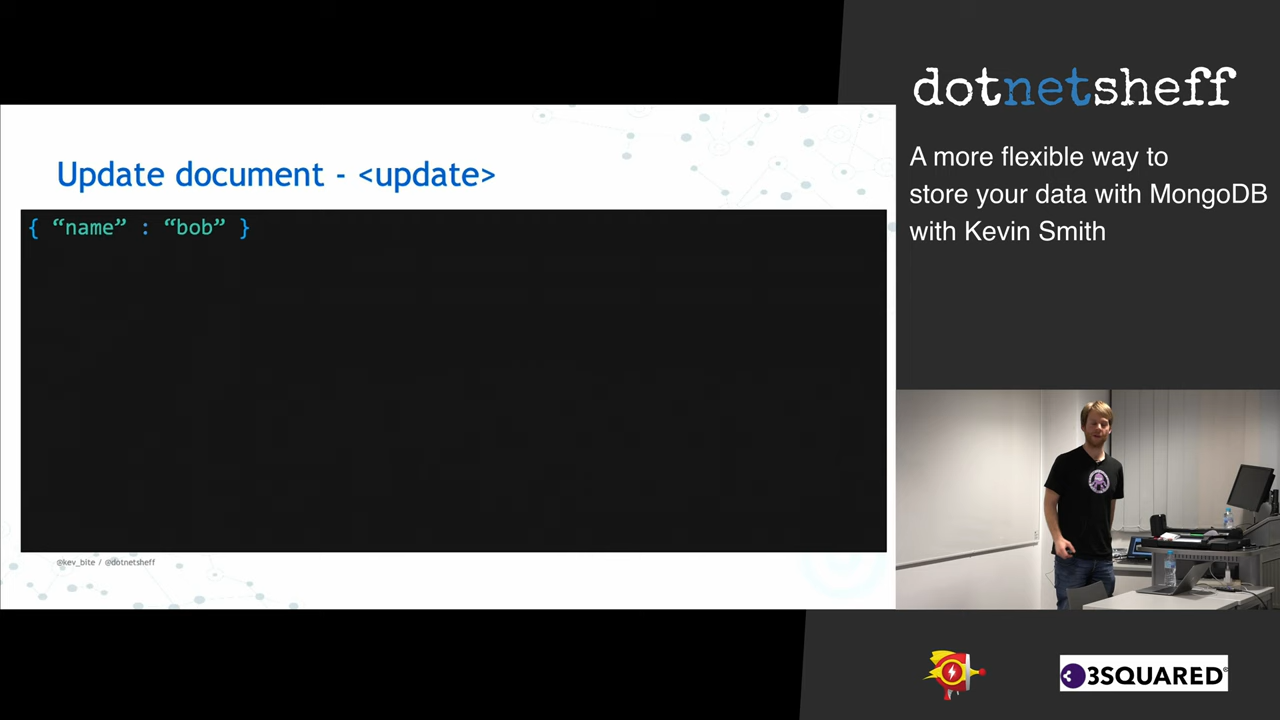 dotnetsheff
A more flexible way to
store your data with MongoDB
with Kevin Smith
Update document - <update>
{ “name” : “bob” }
@kev_bite / @dotnetsheff
3SQUARED